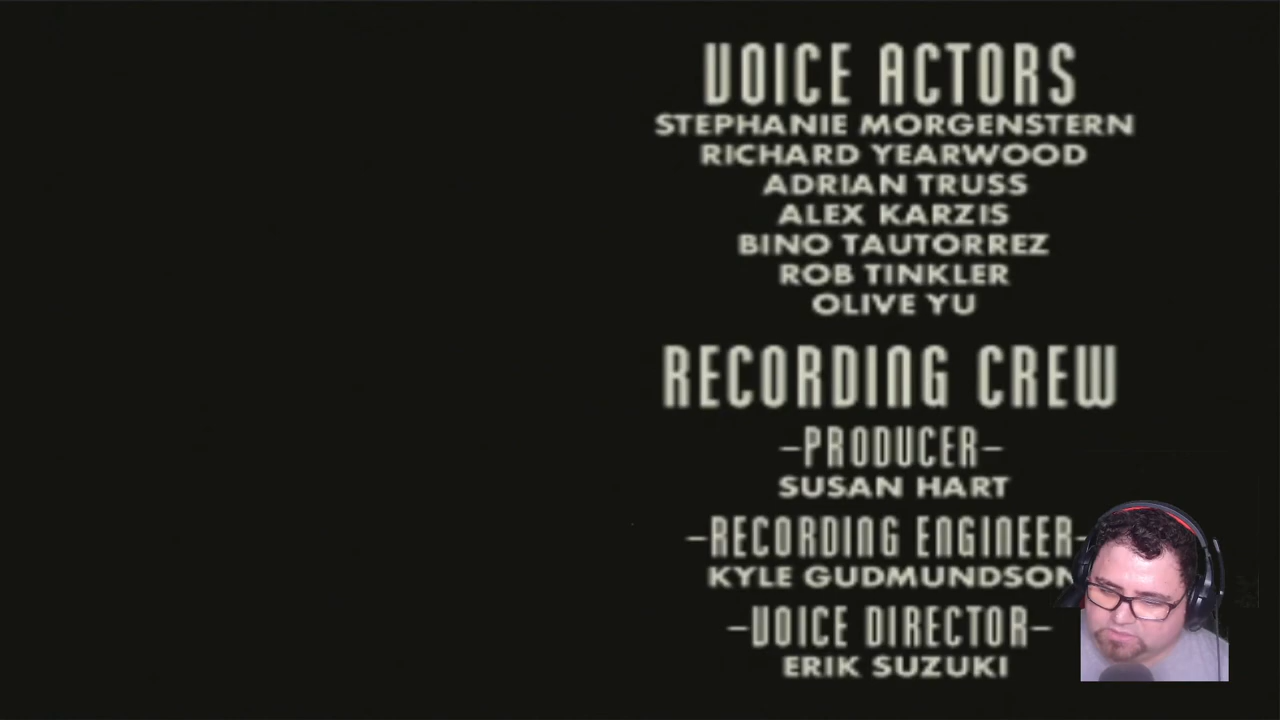 VOICE ACTORS
STEPHANIE MORGENSTERN
RICHARD YEARWOOD
ADRIAN TRUSS
ALEX KARZIS
BINO TAUTORREZ
ROB TINKLER
OLIVE YU
RECORDING CREW
-PRODUCER-
SUSAN HART
-RECORDING ENGINEER-
KYLE GUDMUNDSON
-VOICE DIRECTOR-
ERIK SUZUKI